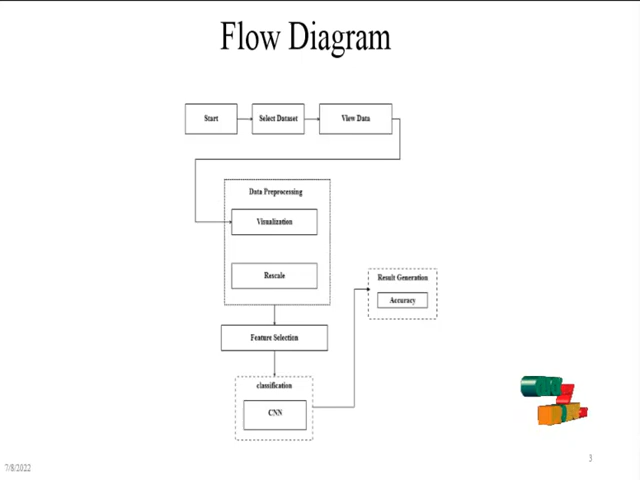 Flow Diagram
Start
Select Dataset
View Data
Data Preprocessing
Visualization
Rescale
Result Generation
Accuracy
Feature Selection
classification
CNN
7/8/2022
3